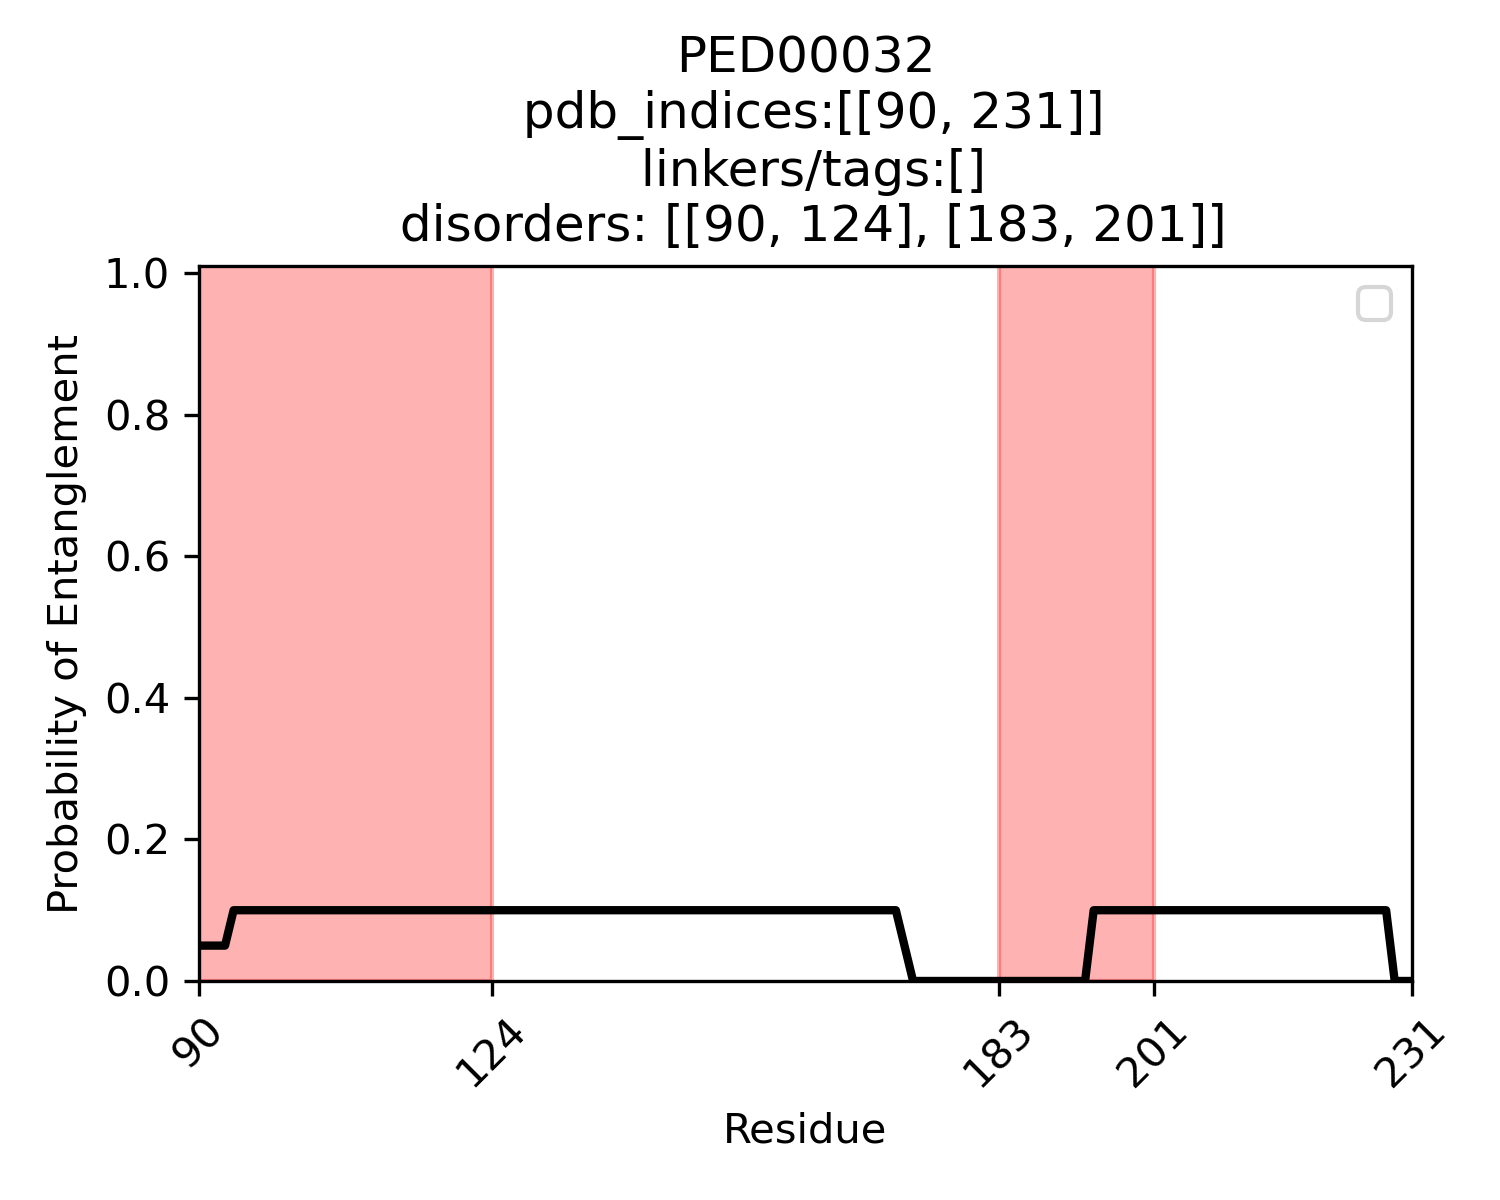 PED00032
pdb_indices:[[90, 231]]
linkers/tags:[]
disorders: [[90, 124], [183, 201]]
1.0
0.8
0.6
0.4
0.2
0.0
Probability of Entanglement
90
124
183
201
231
Residue